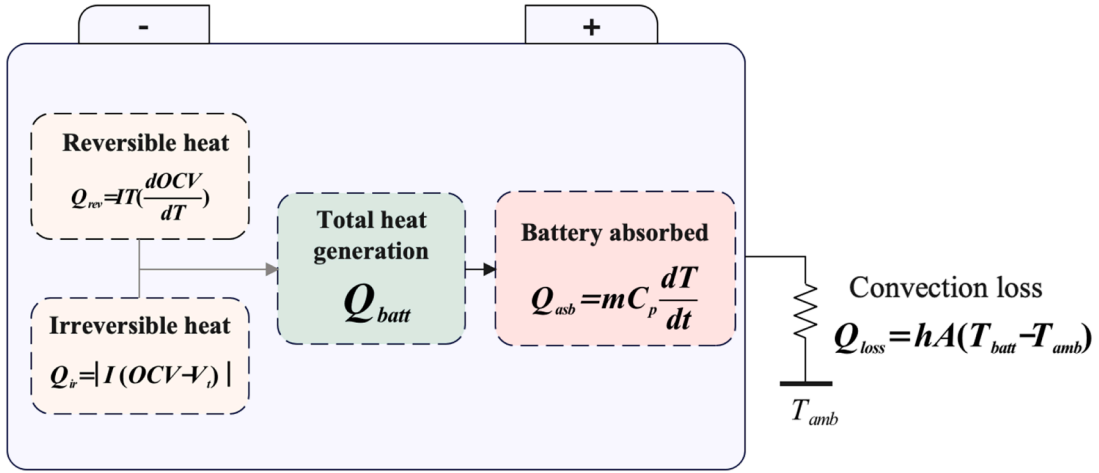 -
+
Reversible heat
Q_rev=IT(dOCV/dT)
Irreversible heat
Q_ir=|I(OCV-V_t)|
Total heat
generation
Q_batt
Battery absorbed
Q_asb=mC_p dT/dt
Convection loss
Q_loss=hA(T_batt-T_amb)
T_amb